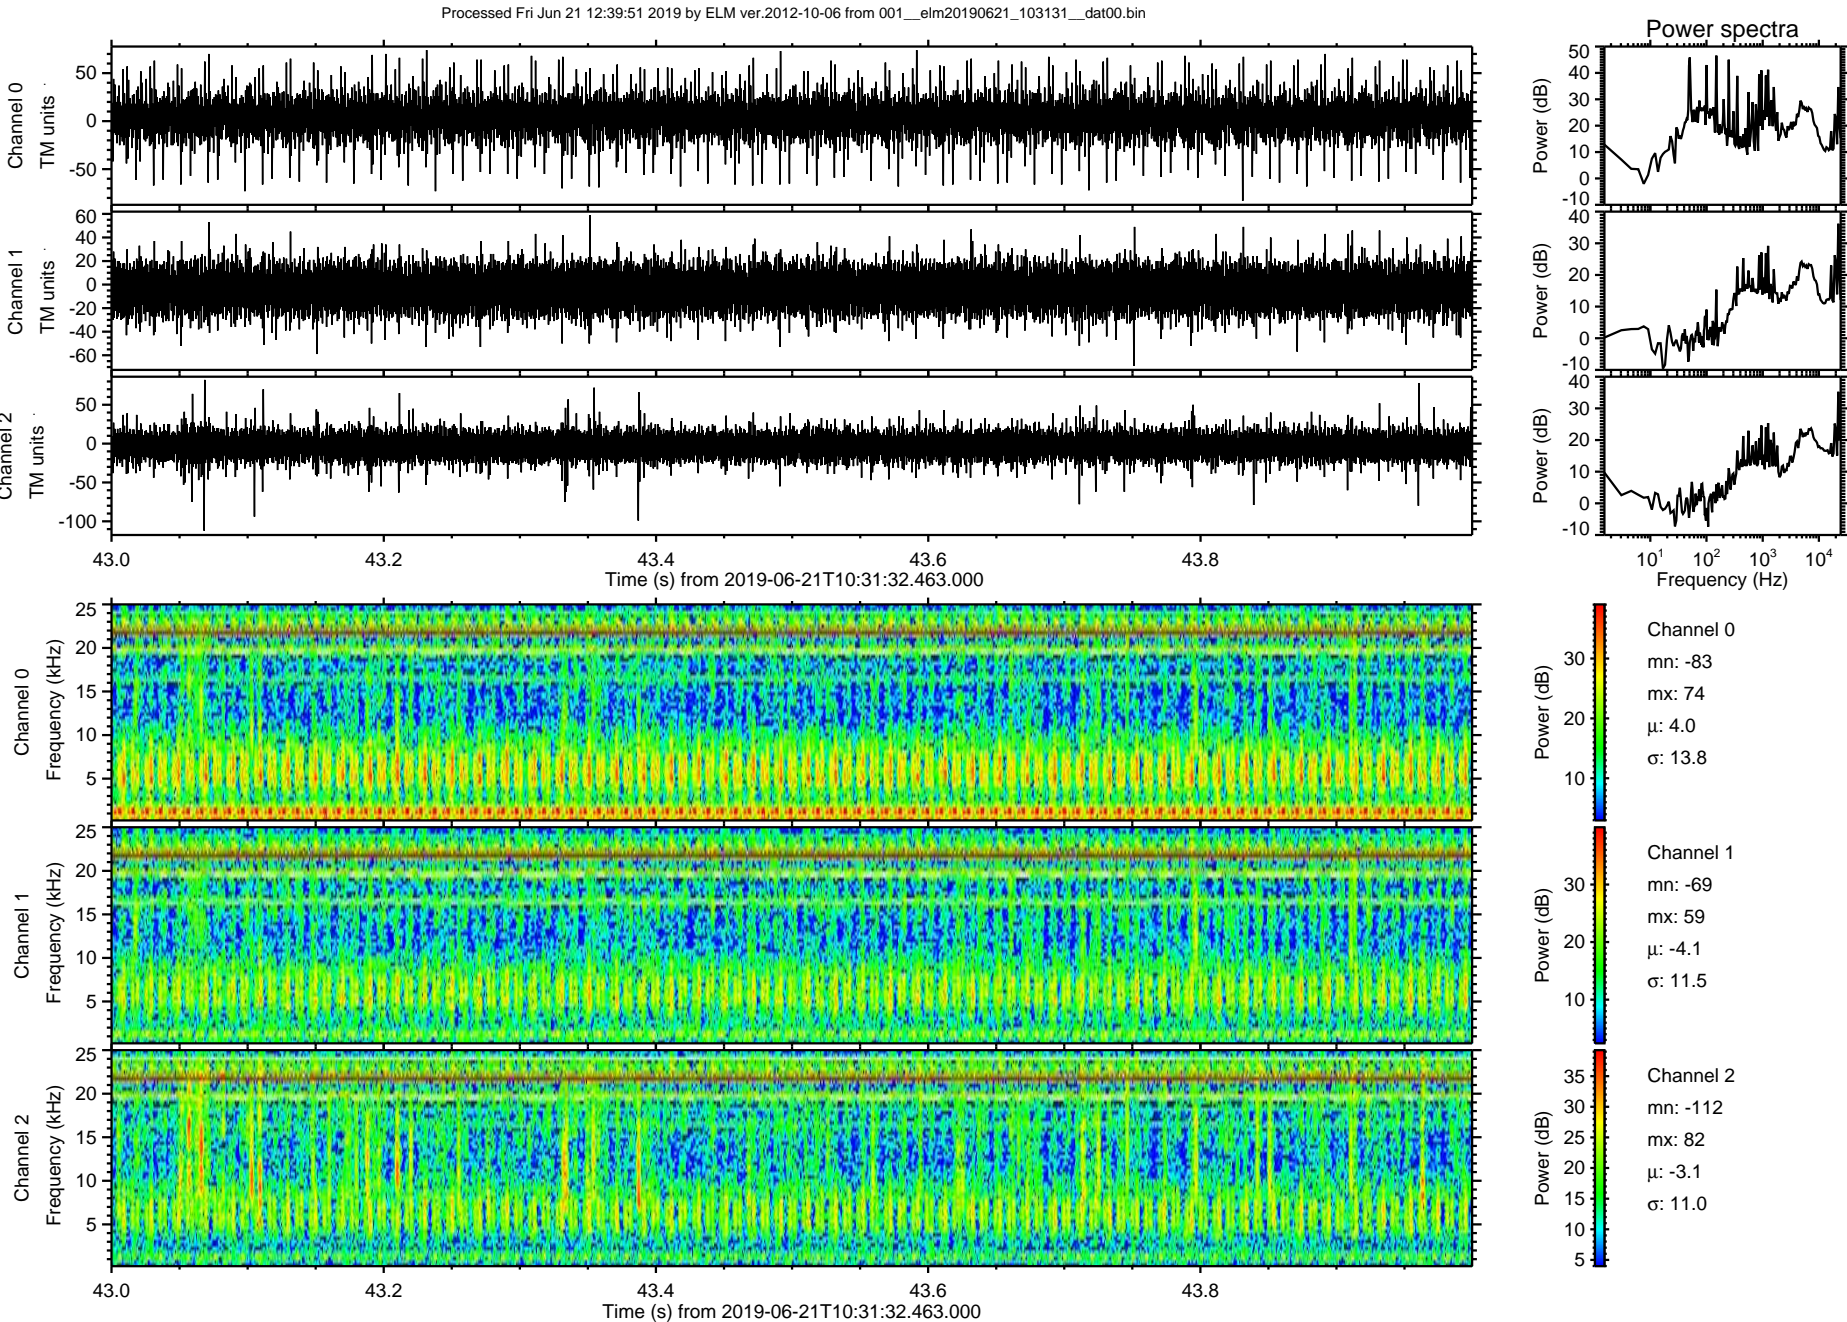 Processed Fri Jun 21 12:39:51 2019 by ELM ver.2012-10-06 from 001__elm20190621_103131__dat00.bin
Power spectra
Channel 0
TM units
50
0
-50
Power (dB)
50
40
30
20
10
0
-10
Channel 1
TM units
60
40
20
0
-20
-40
-60
Power (dB)
40
30
20
10
0
-10
Channel 2
TM units
50
0
-50
-100
Power (dB)
40
30
20
10
0
-10
43.0 43.2 43.4 43.6 43.8
Time (s) from 2019-06-21T10:31:32.463.000
10¹ 10² 10³ 10⁴
Frequency (Hz)
Channel 0
Frequency (kHz)
25
20
15
10
5
Power (dB)
30
20
10
Channel 0
mn: -83
mx: 74
μ: 4.0
σ: 13.8
Channel 1
Frequency (kHz)
25
20
15
10
5
Power (dB)
30
20
10
Channel 1
mn: -69
mx: 59
μ: -4.1
σ: 11.5
Channel 2
Frequency (kHz)
25
20
15
10
5
Power (dB)
35
30
25
20
15
10
5
Channel 2
mn: -112
mx: 82
μ: -3.1
σ: 11.0
43.0 43.2 43.4 43.6 43.8
Time (s) from 2019-06-21T10:31:32.463.000